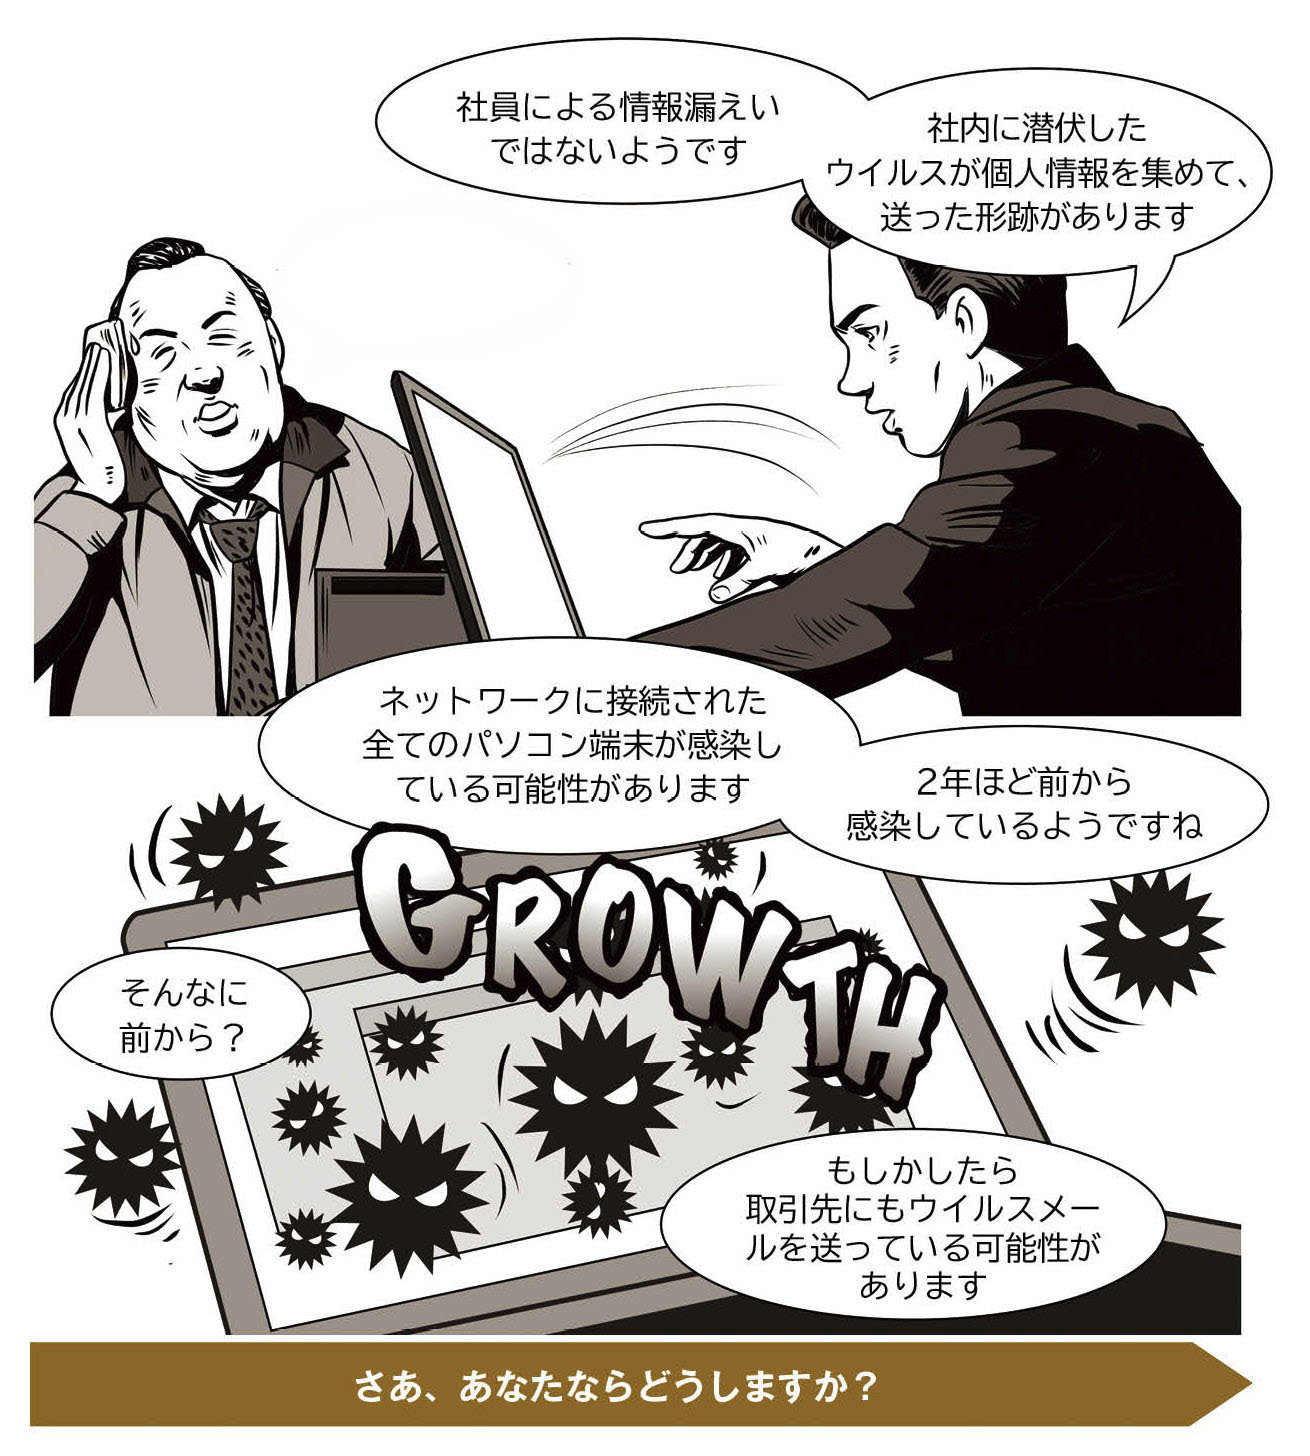 社員による情報漏えい
ではないようです
社内に潜伏した
ウイルスが個人情報を集めて、
送った形跡があります
ネットワークに接続された
全てのパソコン端末が感染し
ている可能性があります
2年ほど前から
感染しているようですね
GROWTH
そんなに
前から？
もしかしたら
取引先にもウイルスメー
ルを送っている可能性が
あります
さあ、あなたならどうしますか？